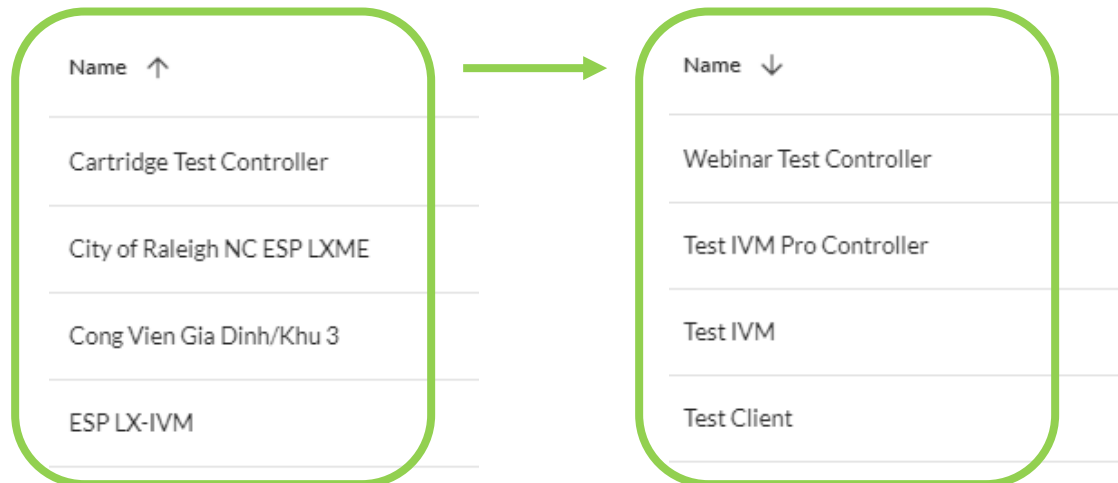 Name ↑
Cartridge Test Controller
City of Raleigh NC ESP LXME
Cong Vien Gia Dinh/Khu 3
ESP LX-IVM
Name ↓
Webinar Test Controller
Test IVM Pro Controller
Test IVM
Test Client